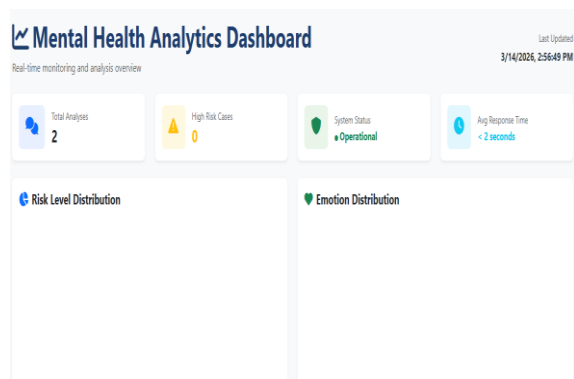 Mental Health Analytics Dashboard
Last Updated
3/14/2026, 2:56:49 PM
Real-time monitoring and analysis overview
Total Analyses
2
High Risk Cases
0
System Status
Operational
Avg Response Time
< 2 seconds
Risk Level Distribution
Emotion Distribution